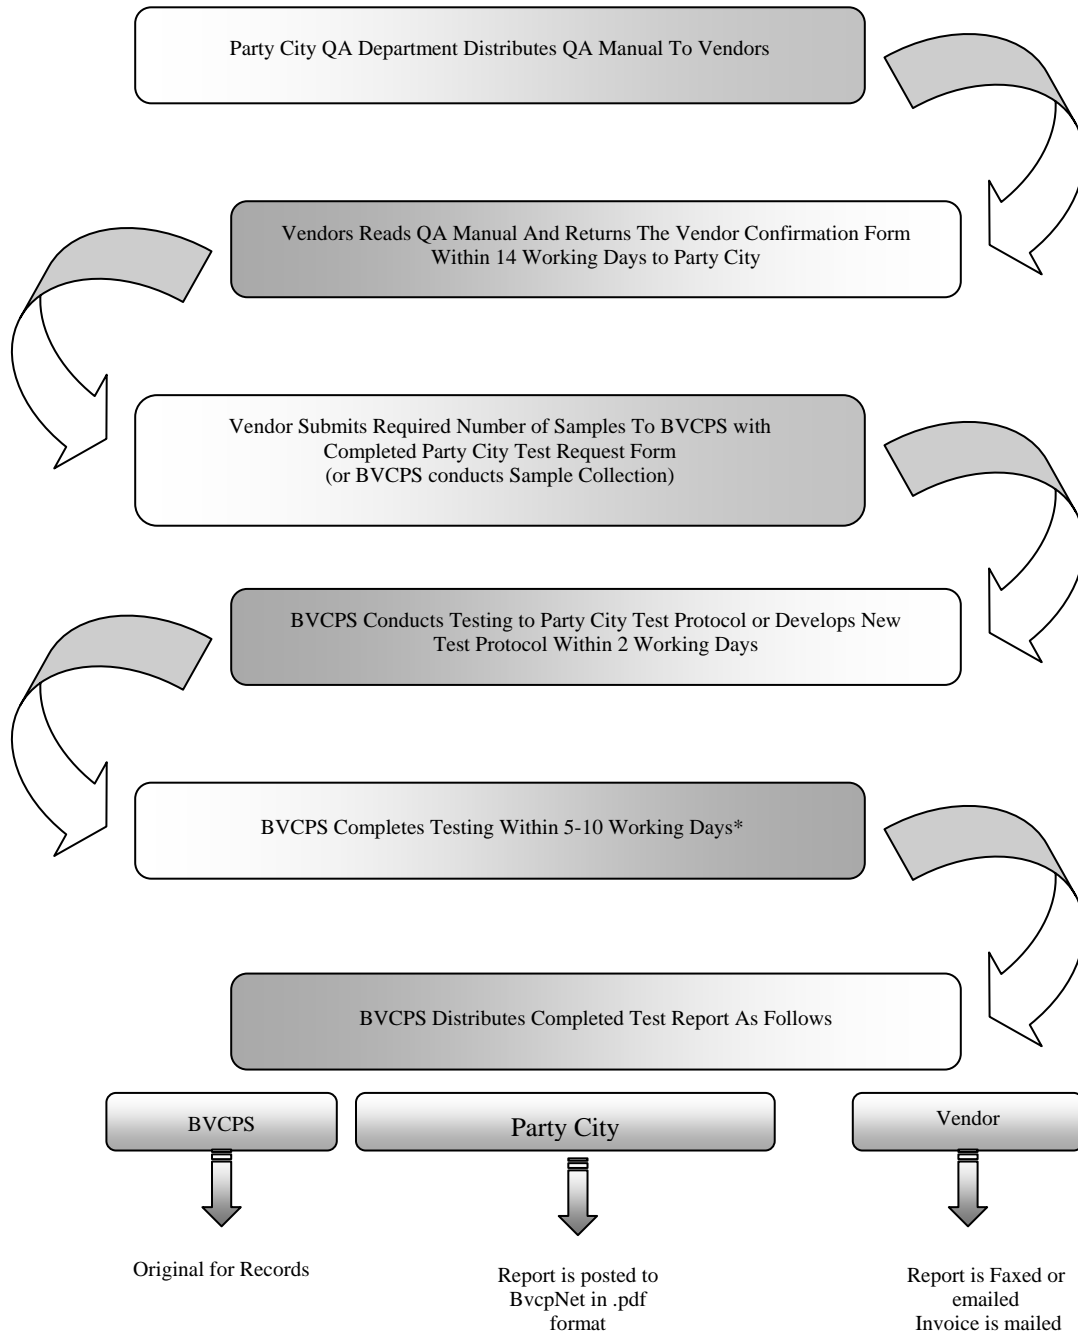 Party City QA Department Distributes QA Manual To Vendors
Vendors Reads QA Manual And Returns The Vendor Confirmation Form
Within 14 Working Days to Party City
Vendor Submits Required Number of Samples To BVCPS with
Completed Party City Test Request Form
(or BVCPS conducts Sample Collection)
BVCPS Conducts Testing to Party City Test Protocol or Develops New
Test Protocol Within 2 Working Days
BVCPS Completes Testing Within 5-10 Working Days*
BVCPS Distributes Completed Test Report As Follows
BVCPS
Party City
Vendor
Original for Records
Report is posted to
BvcpNet in .pdf
format
Report is Faxed or
emailed
Invoice is mailed